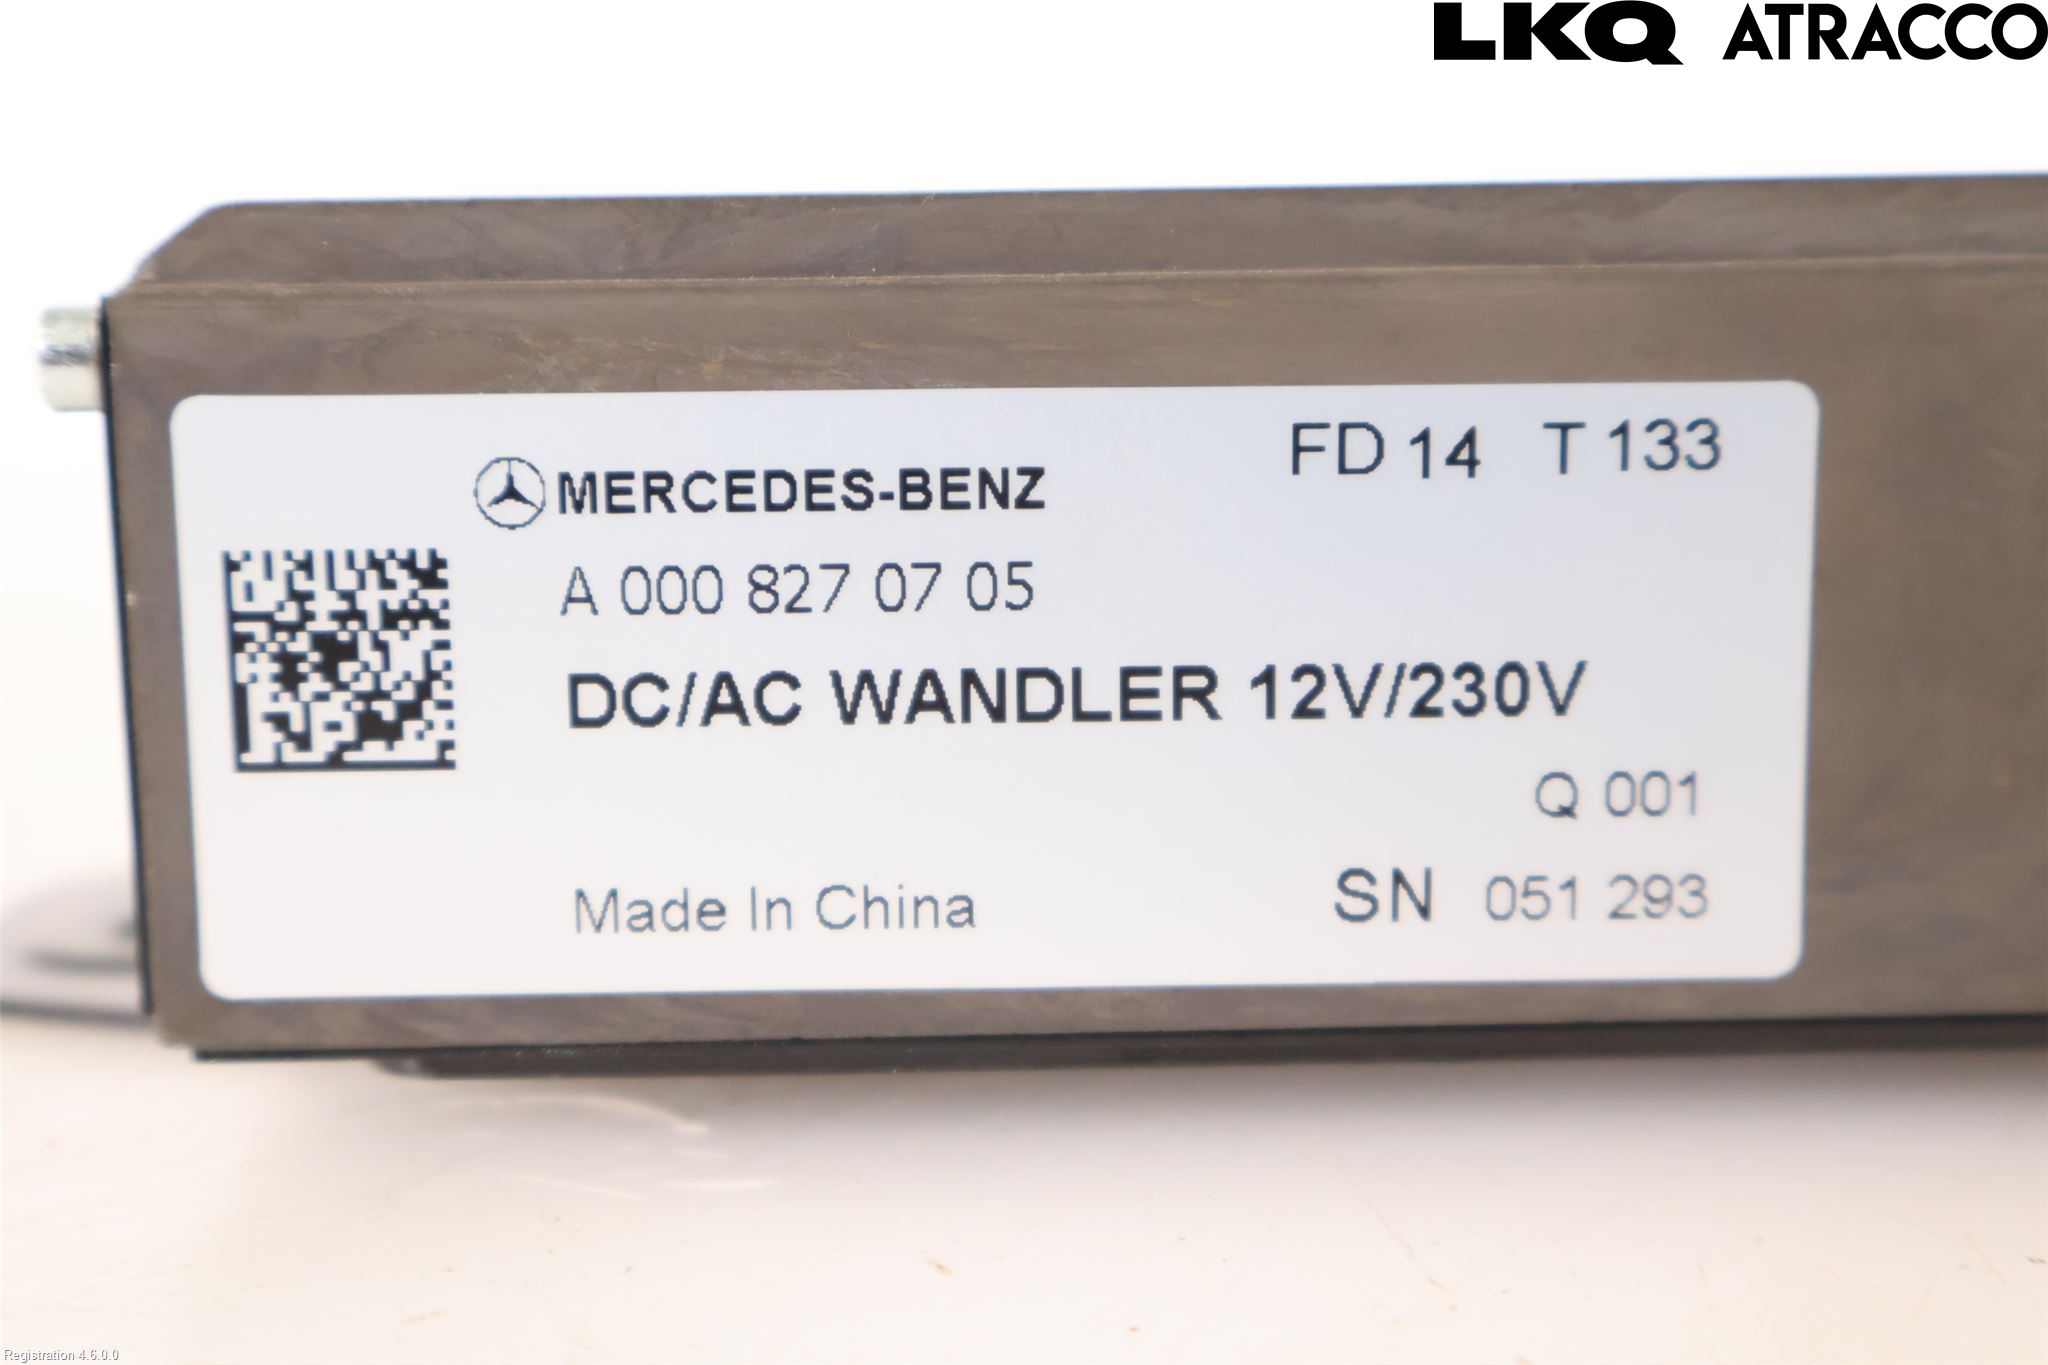 LKQ ATRACCO
FD 14 T 133
MERCEDES-BENZ
A 000 827 07 05
DC/AC WANDLER 12V/230V
Q 001
Made In China
SN 051 293
Registration 4.6.0.0